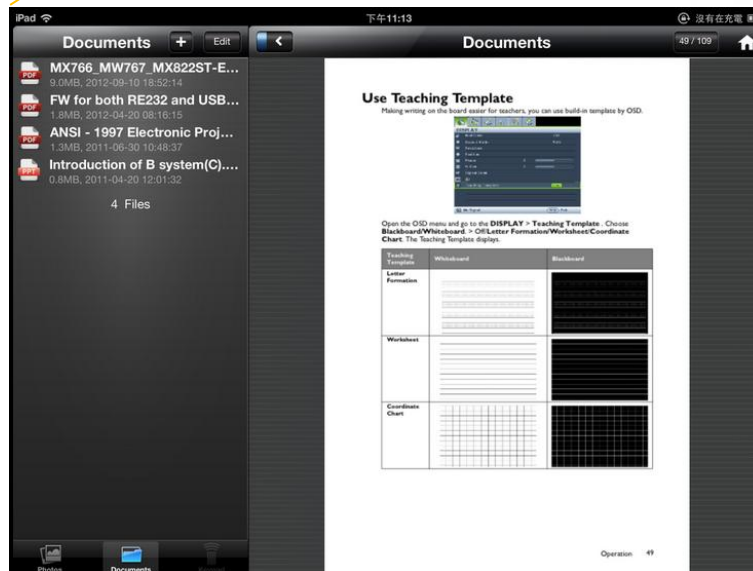 iPad
下午11:13
沒有在充電
Documents
+
Edit
Documents
49 / 109
MX766_MW767_MX822ST-E...
9.0MB, 2012-09-10 18:52:14
FW for both RE232 and USB...
1.8MB, 2012-04-20 08:16:15
ANSI - 1997 Electronic Proj...
1.3MB, 2011-06-30 10:48:37
Introduction of B system(C)....
0.8MB, 2011-04-20 12:01:32
4 Files
PDF
PDF
PDF
PPT
Use Teaching Template
Making writing on the board easier for teachers, you can use build-in template by OSD.
DISPLAY
Open the OSD menu and go to the DISPLAY > Teaching Template . Choose
Blackboard/Whiteboard > Off/Letter Formation/Worksheet/Coordinate
Chart. The Teaching Template displays.
Teaching
Template
Whiteboard
Blackboard
Letter
Formation
Worksheet
Coordinate
Chart
Operation 49
Photos
Documents